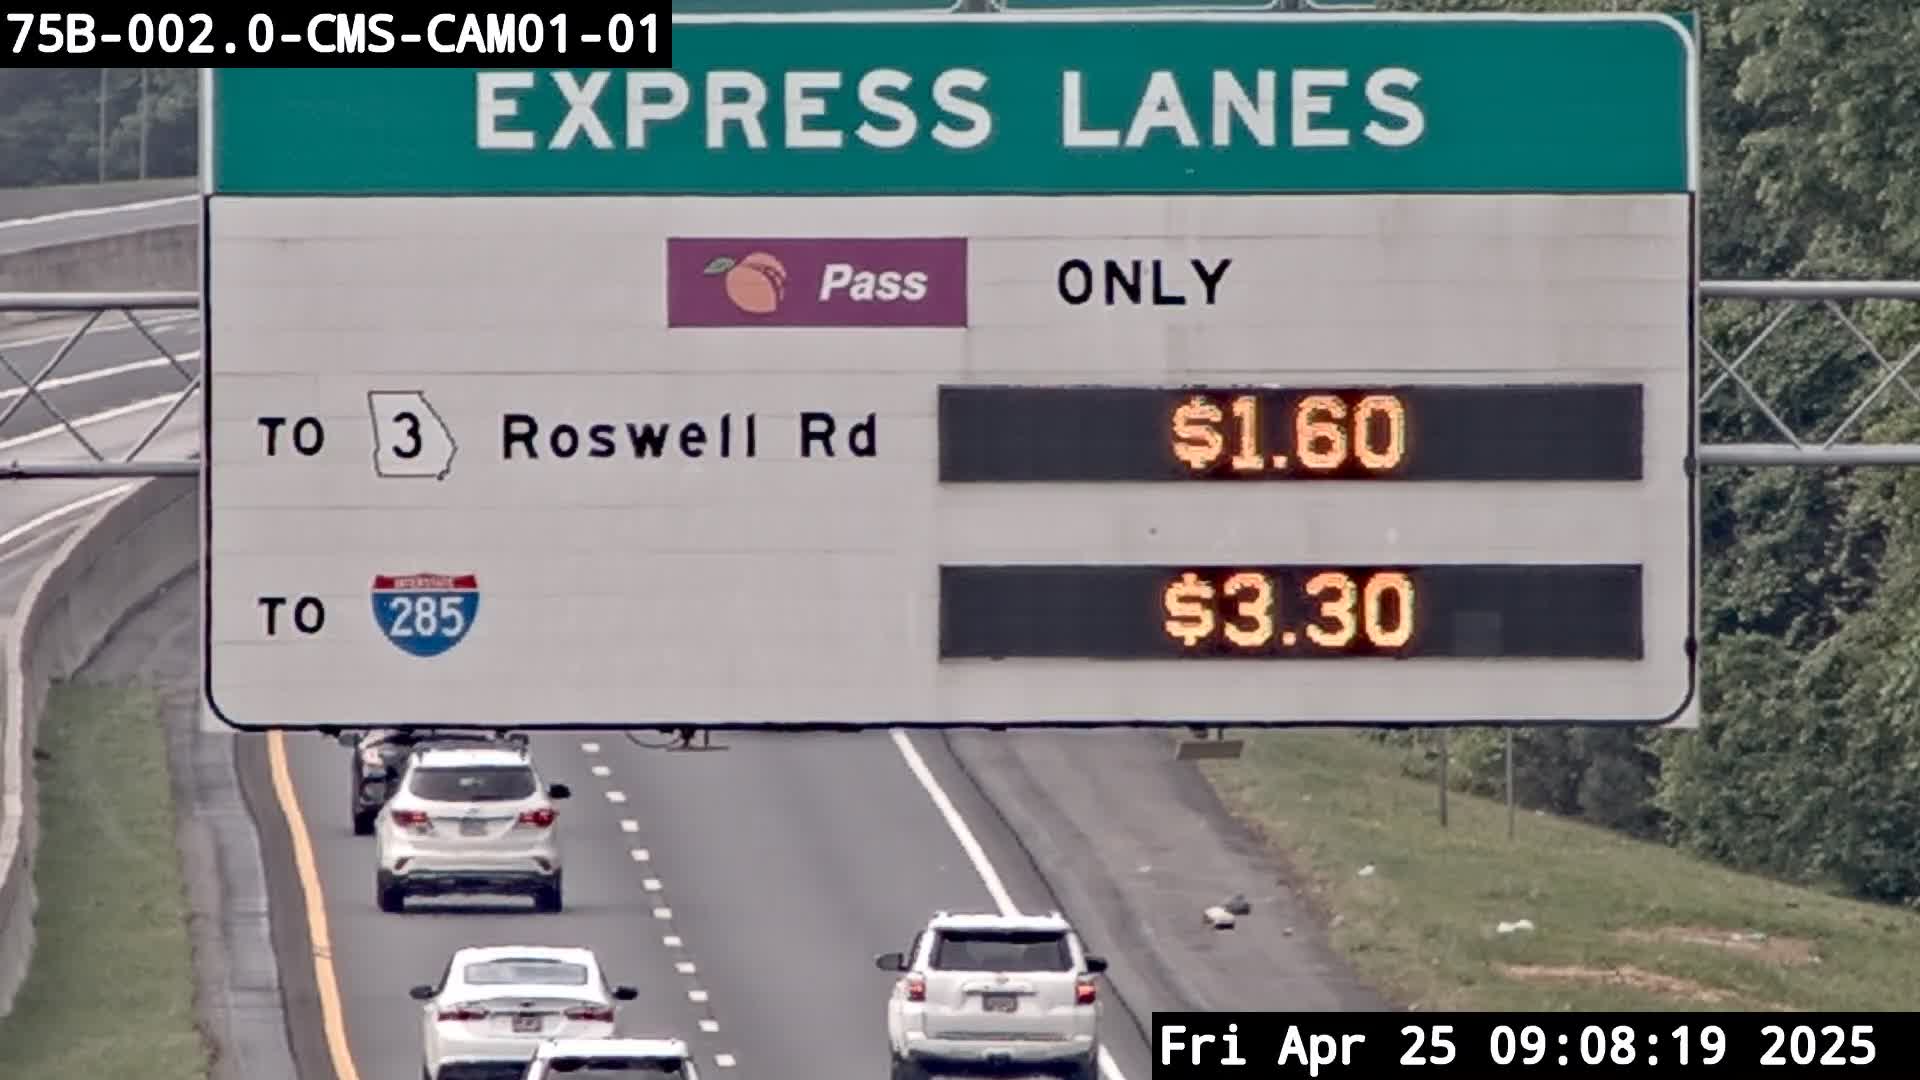 75B-002.0-CMS-CAM01-01
EXPRESS LANES
Pass ONLY
TO 3 Roswell Rd $1.60
TO INTERSTATE 285 $3.30
Fri Apr 25 09:08:19 2025